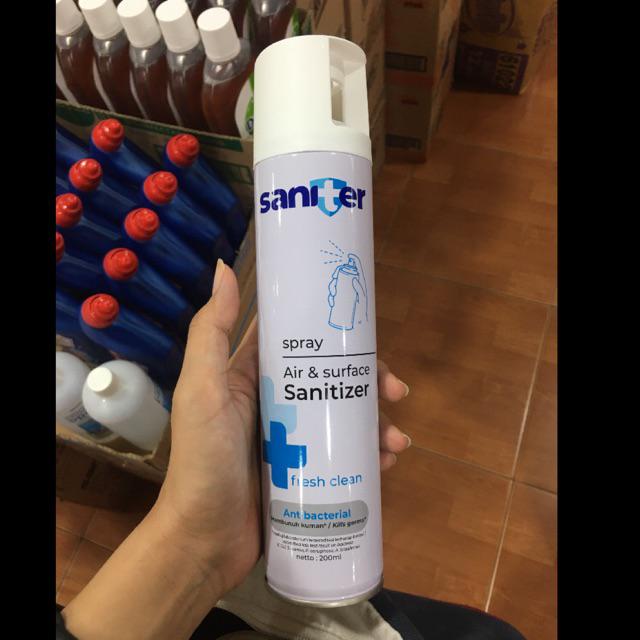 saniter
spray
Air & surface
Sanitizer
fresh clean
Antibacterial
membunuh kuman* / Kills germs*
netto : 200ml